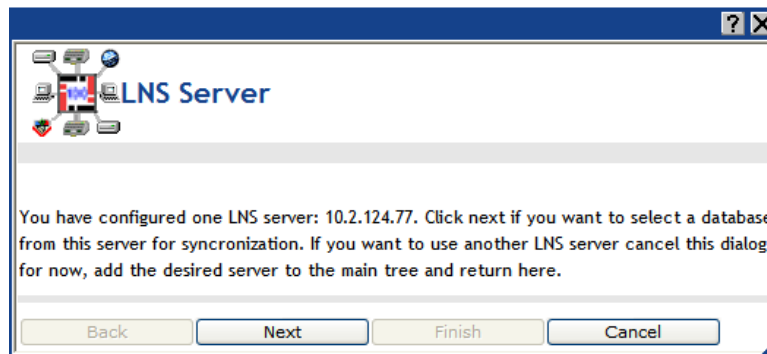 LNS Server
You have configured one LNS server: 10.2.124.77. Click next if you want to select a database
from this server for syncronization. If you want to use another LNS server cancel this dialog
for now, add the desired server to the main tree and return here.
Back Next Finish Cancel